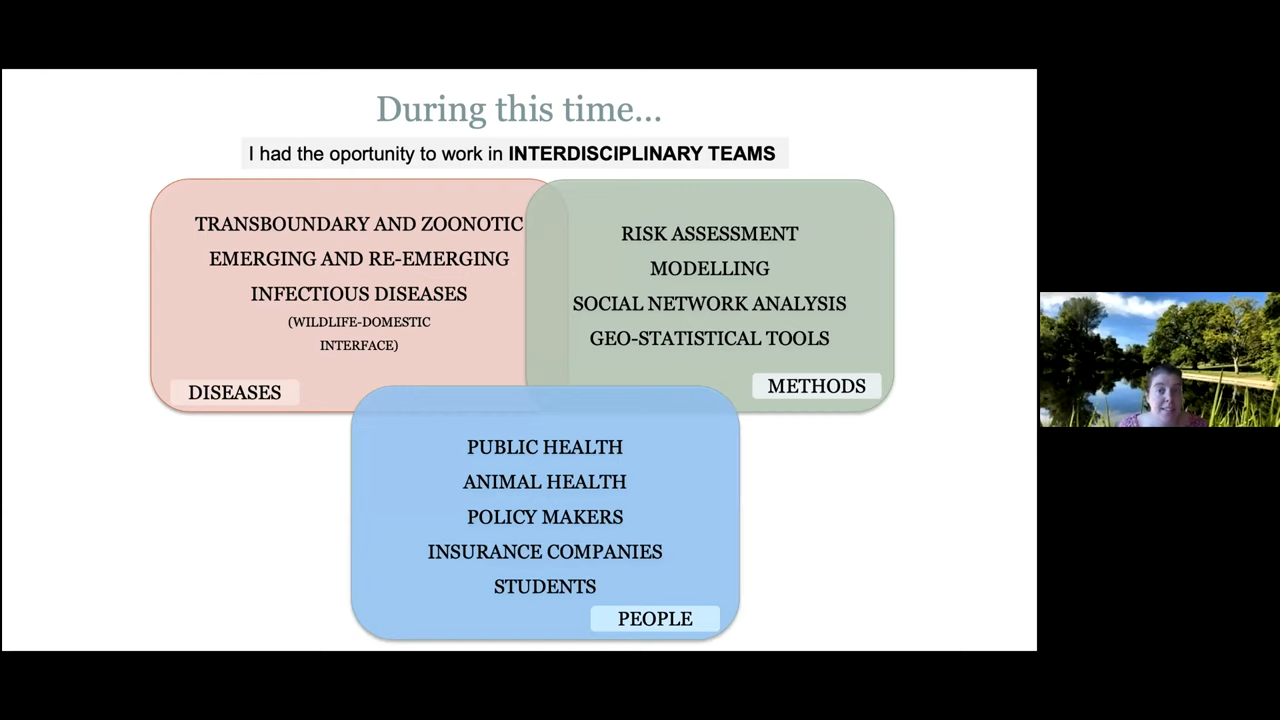 During this time...
I had the oportunity to work in INTERDISCIPLINARY TEAMS
TRANSBOUNDARY AND ZOONOTIC
EMERGING AND RE-EMERGING
INFECTIOUS DISEASES
(WILDLIFE-DOMESTIC
INTERFACE)
DISEASES
RISK ASSESSMENT
MODELLING
SOCIAL NETWORK ANALYSIS
GEO-STATISTICAL TOOLS
METHODS
PUBLIC HEALTH
ANIMAL HEALTH
POLICY MAKERS
INSURANCE COMPANIES
STUDENTS
PEOPLE